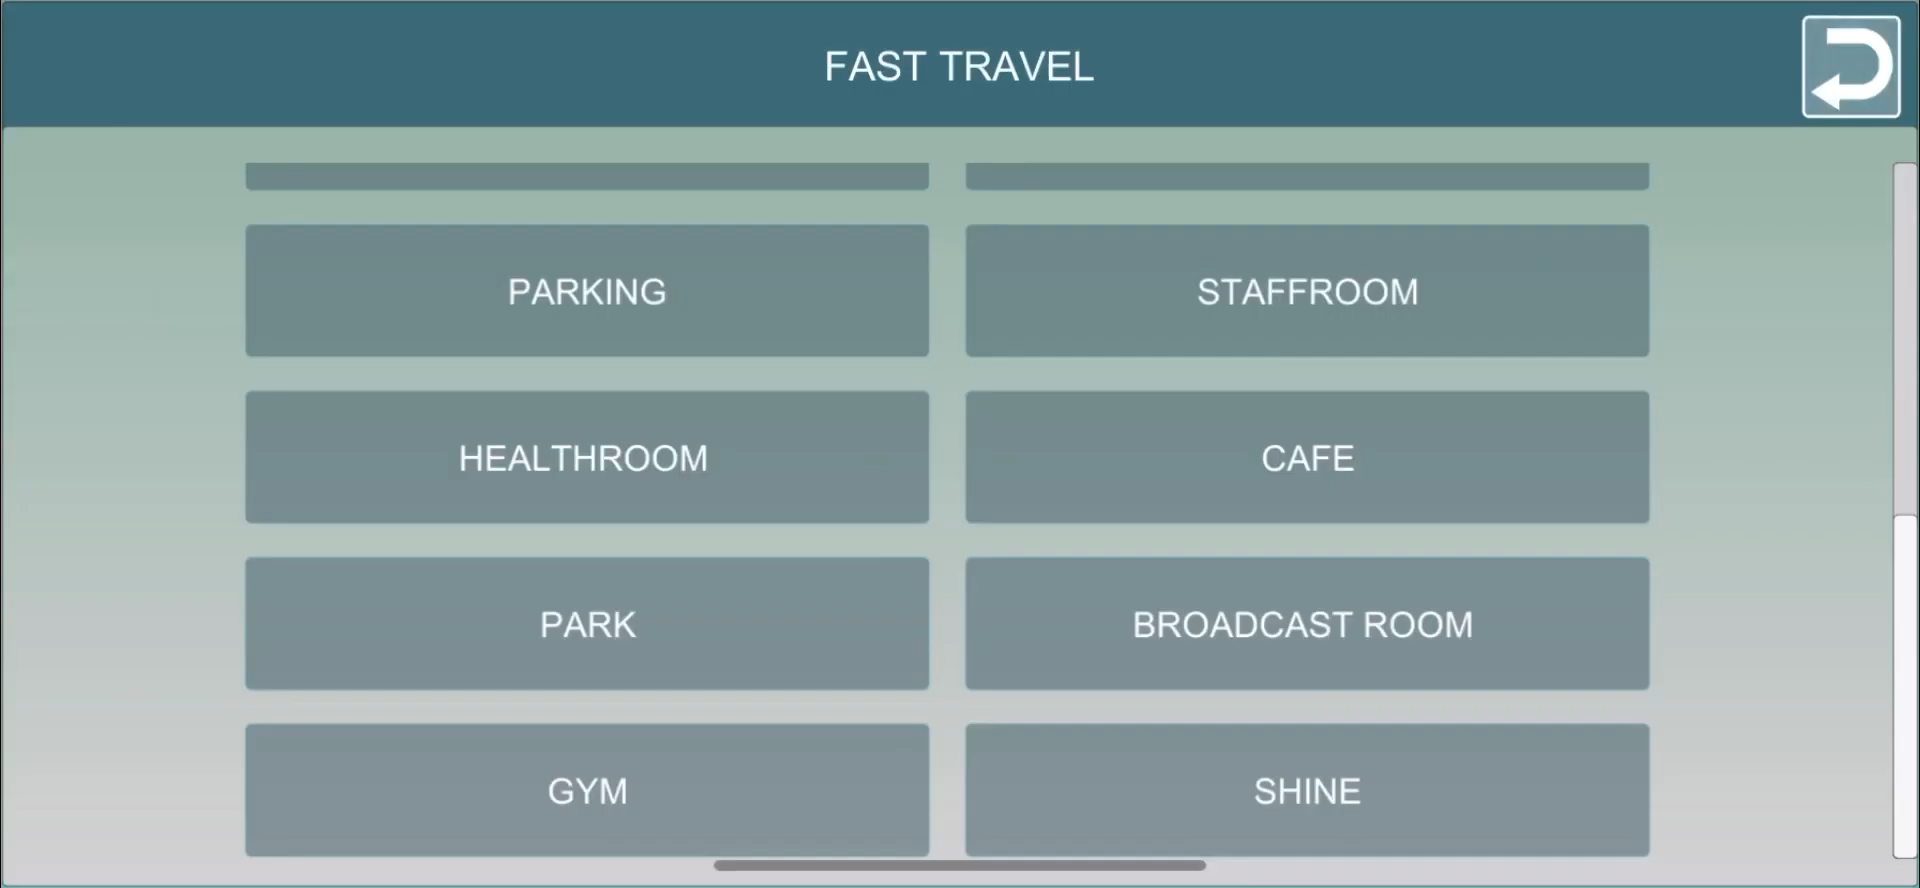 FAST TRAVEL
PARKING
STAFFROOM
HEALTHROOM
CAFE
PARK
BROADCAST ROOM
GYM
SHINE